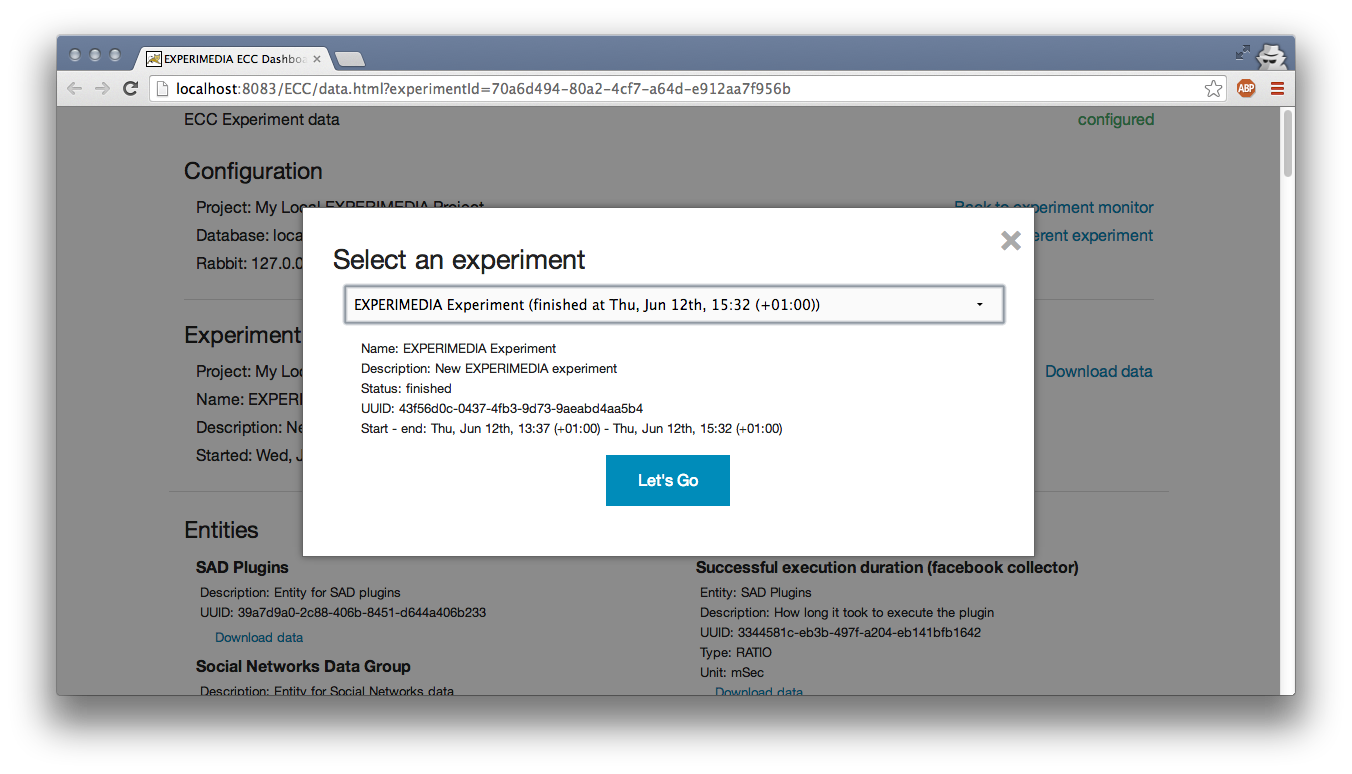 EXPERIMEDIA ECC Dashboa
localhost:8083/ECC/data.html?experimentId=70a6d494-80a2-4cf7-a64d-e912aa7f956b
ABP
ECC Experiment data
configured
Configuration
Project: My Local EXPERIMEDIA Project
Back to experiment monitor
Database: loca
erent experiment
Rabbit: 127.0.0
Select an experiment
EXPERIMEDIA Experiment (finished at Thu, Jun 12th, 15:32 (+01:00))
Name: EXPERIMEDIA Experiment
Description: New EXPERIMEDIA experiment
Status: finished
UUID: 43f56d0c-0437-4fb3-9d73-9aeabd4aa5b4
Start - end: Thu, Jun 12th, 13:37 (+01:00) - Thu, Jun 12th, 15:32 (+01:00)
Let's Go
Experiment
Project: My Loc
Download data
Name: EXPERI
Description: Ne
Started: Wed, J
Entities
SAD Plugins
Description: Entity for SAD plugins
UUID: 39a7d9a0-2c88-406b-8451-d644a406b233
Download data
Social Networks Data Group
Description: Entity for Social Networks data
Successful execution duration (facebook collector)
Entity: SAD Plugins
Description: How long it took to execute the plugin
UUID: 3344581c-eb3b-497f-a204-eb141bfb1642
Type: RATIO
Unit: mSec
Download data